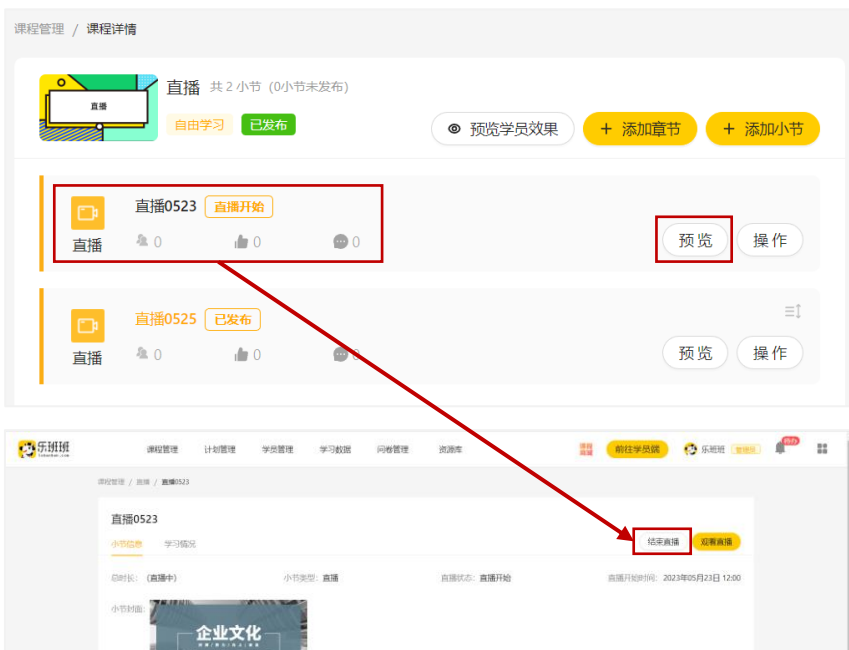 课程管理 / 课程详情
直播
直播 共 2 小节 (0小节未发布)
自由学习 已发布
预览学员效果 + 添加章节 + 添加小节
直播0523 直播开始
直播 0 0 0
预览 操作
直播0525 已发布
直播 0 0 0
预览 操作
乐班班 课程管理 计划管理 学员管理 学习数据 问卷管理 资源库 前往学员端 乐班班 管理员
课程管理 / 直播 / 直播0523
直播0523
小节信息 学习情况
结束直播 观看直播
总时长: (直播中) 小节类型: 直播 直播状态: 直播开始 直播开始时间: 2023年05月23日 12:00
小节封面:
企业文化